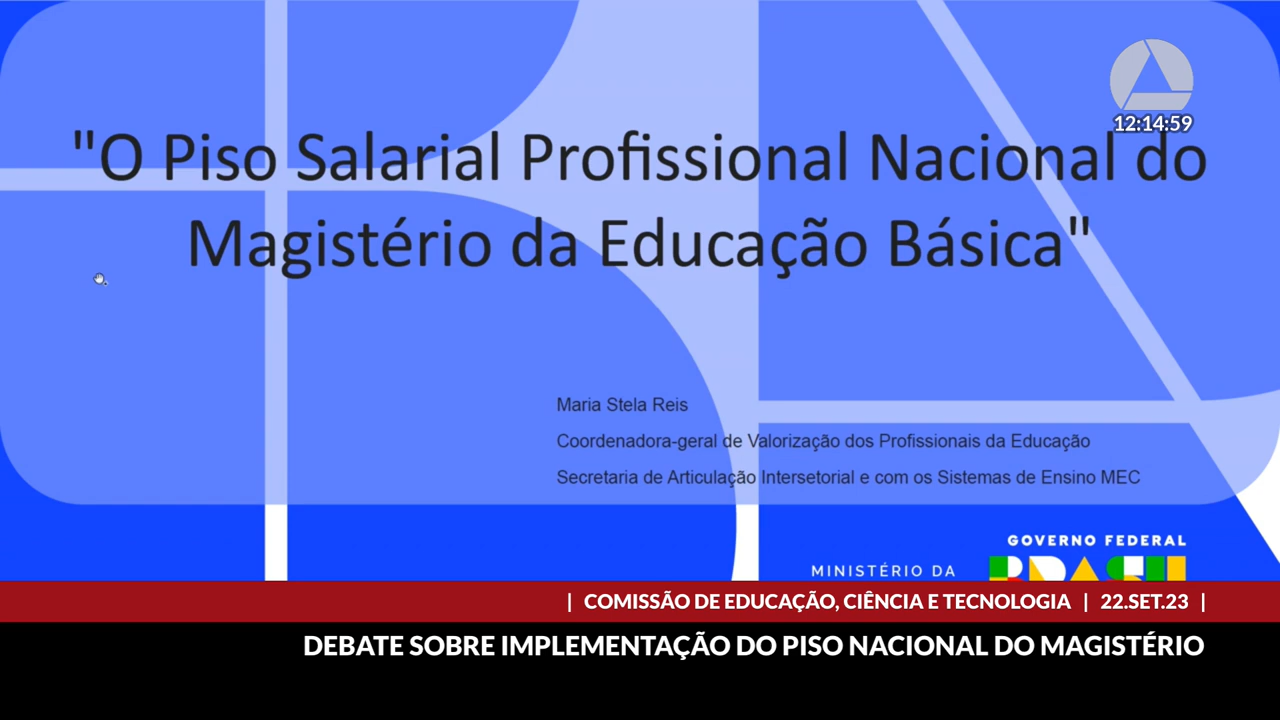 12:14:59
"O Piso Salarial Profissional Nacional do
Magistério da Educação Básica"
Maria Stela Reis
Coordenadora-geral de Valorização dos Profissionais da Educação
Secretaria de Articulação Intersetorial e com os Sistemas de Ensino MEC
GOVERNO FEDERAL
MINISTÉRIO DA
BRASIL
| COMISSÃO DE EDUCAÇÃO, CIÊNCIA E TECNOLOGIA | 22.SET.23 |
DEBATE SOBRE IMPLEMENTAÇÃO DO PISO NACIONAL DO MAGISTÉRIO